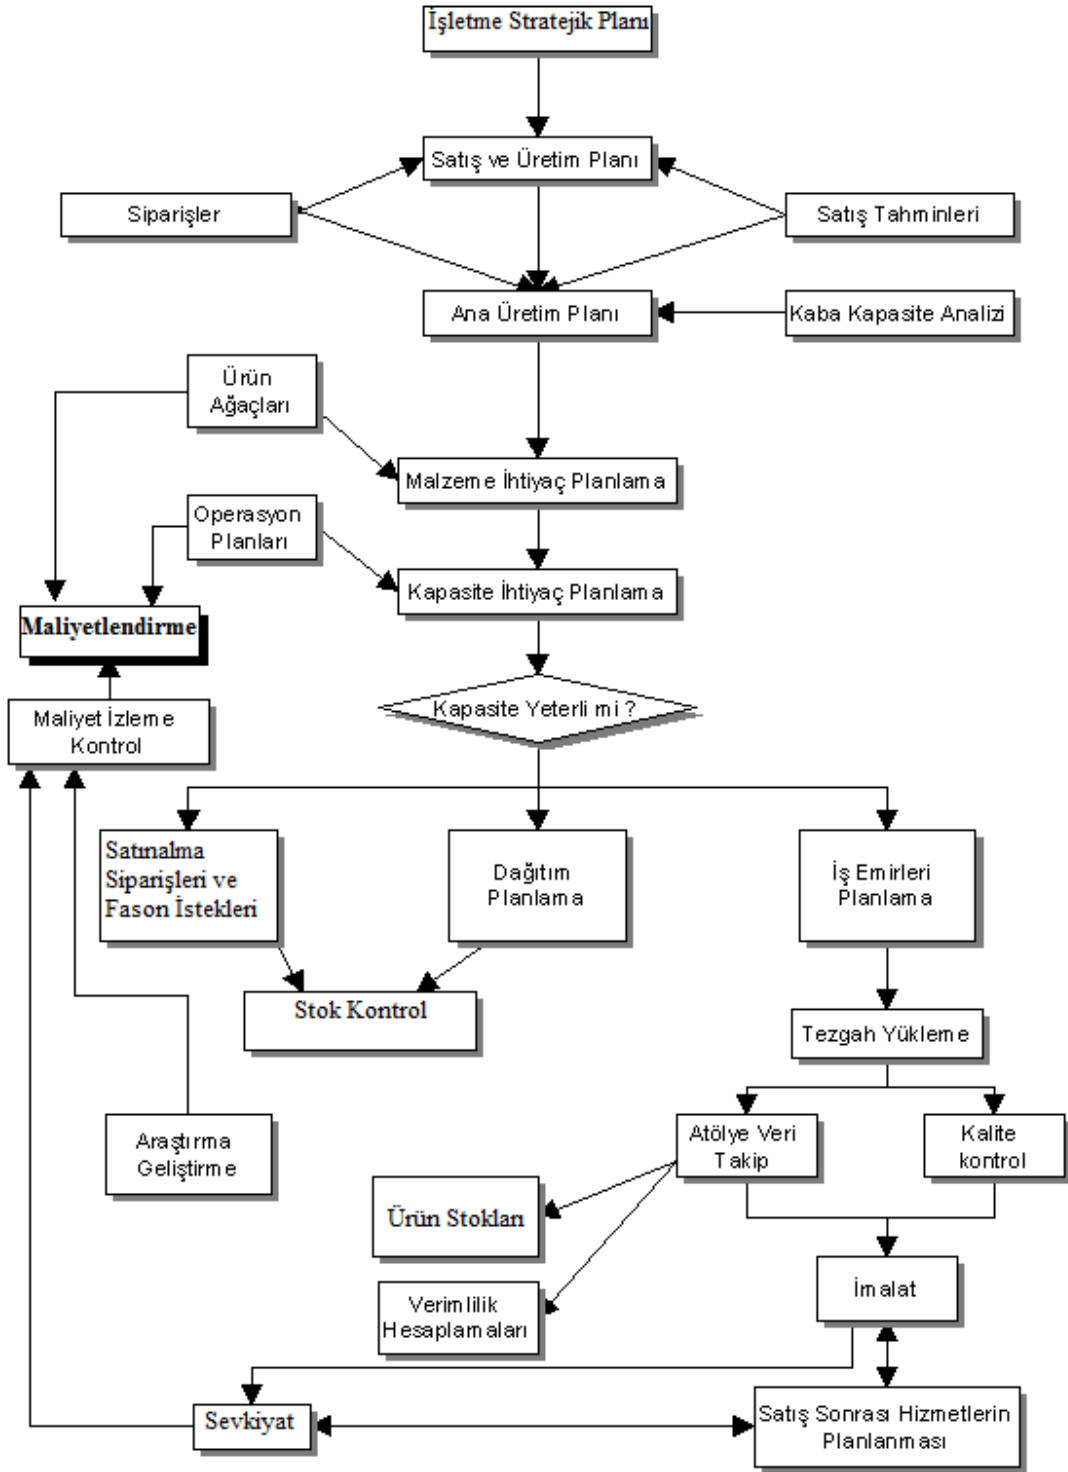 İşletme Stratejik Planı
Satış ve Üretim Planı
Siparişler
Satış Tahminleri
Ana Üretim Planı
Kaba Kapasite Analizi
Ürün
Ağaçları
Malzeme İhtiyaç Planlama
Operasyon
Planları
Kapasite İhtiyaç Planlama
Maliyetlendirme
Maliyet İzleme
Kontrol
Kapasite Yeterli mi ?
Satınalma
Siparişleri ve
Fason İstekleri
Dağıtım
Planlama
İş Emirleri
Planlama
Stok Kontrol
Tezgah Yükleme
Araştırma
Geliştirme
Atölye Veri
Takip
Kalite
kontrol
Ürün Stokları
Verimlilik
Hesaplamaları
İmalat
Sevkiyat
Satış Sonrası Hizmetlerin
Planlanması